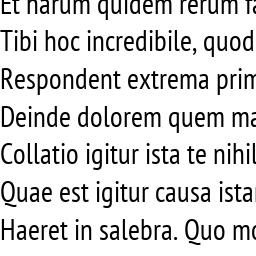 Et harum quidem rerum fa
Tibi hoc incredibile, quod
Respondent extrema prim
Deinde dolorem quem ma
Collatio igitur ista te nihil
Quae est igitur causa ista
Haeret in salebra. Quo mo